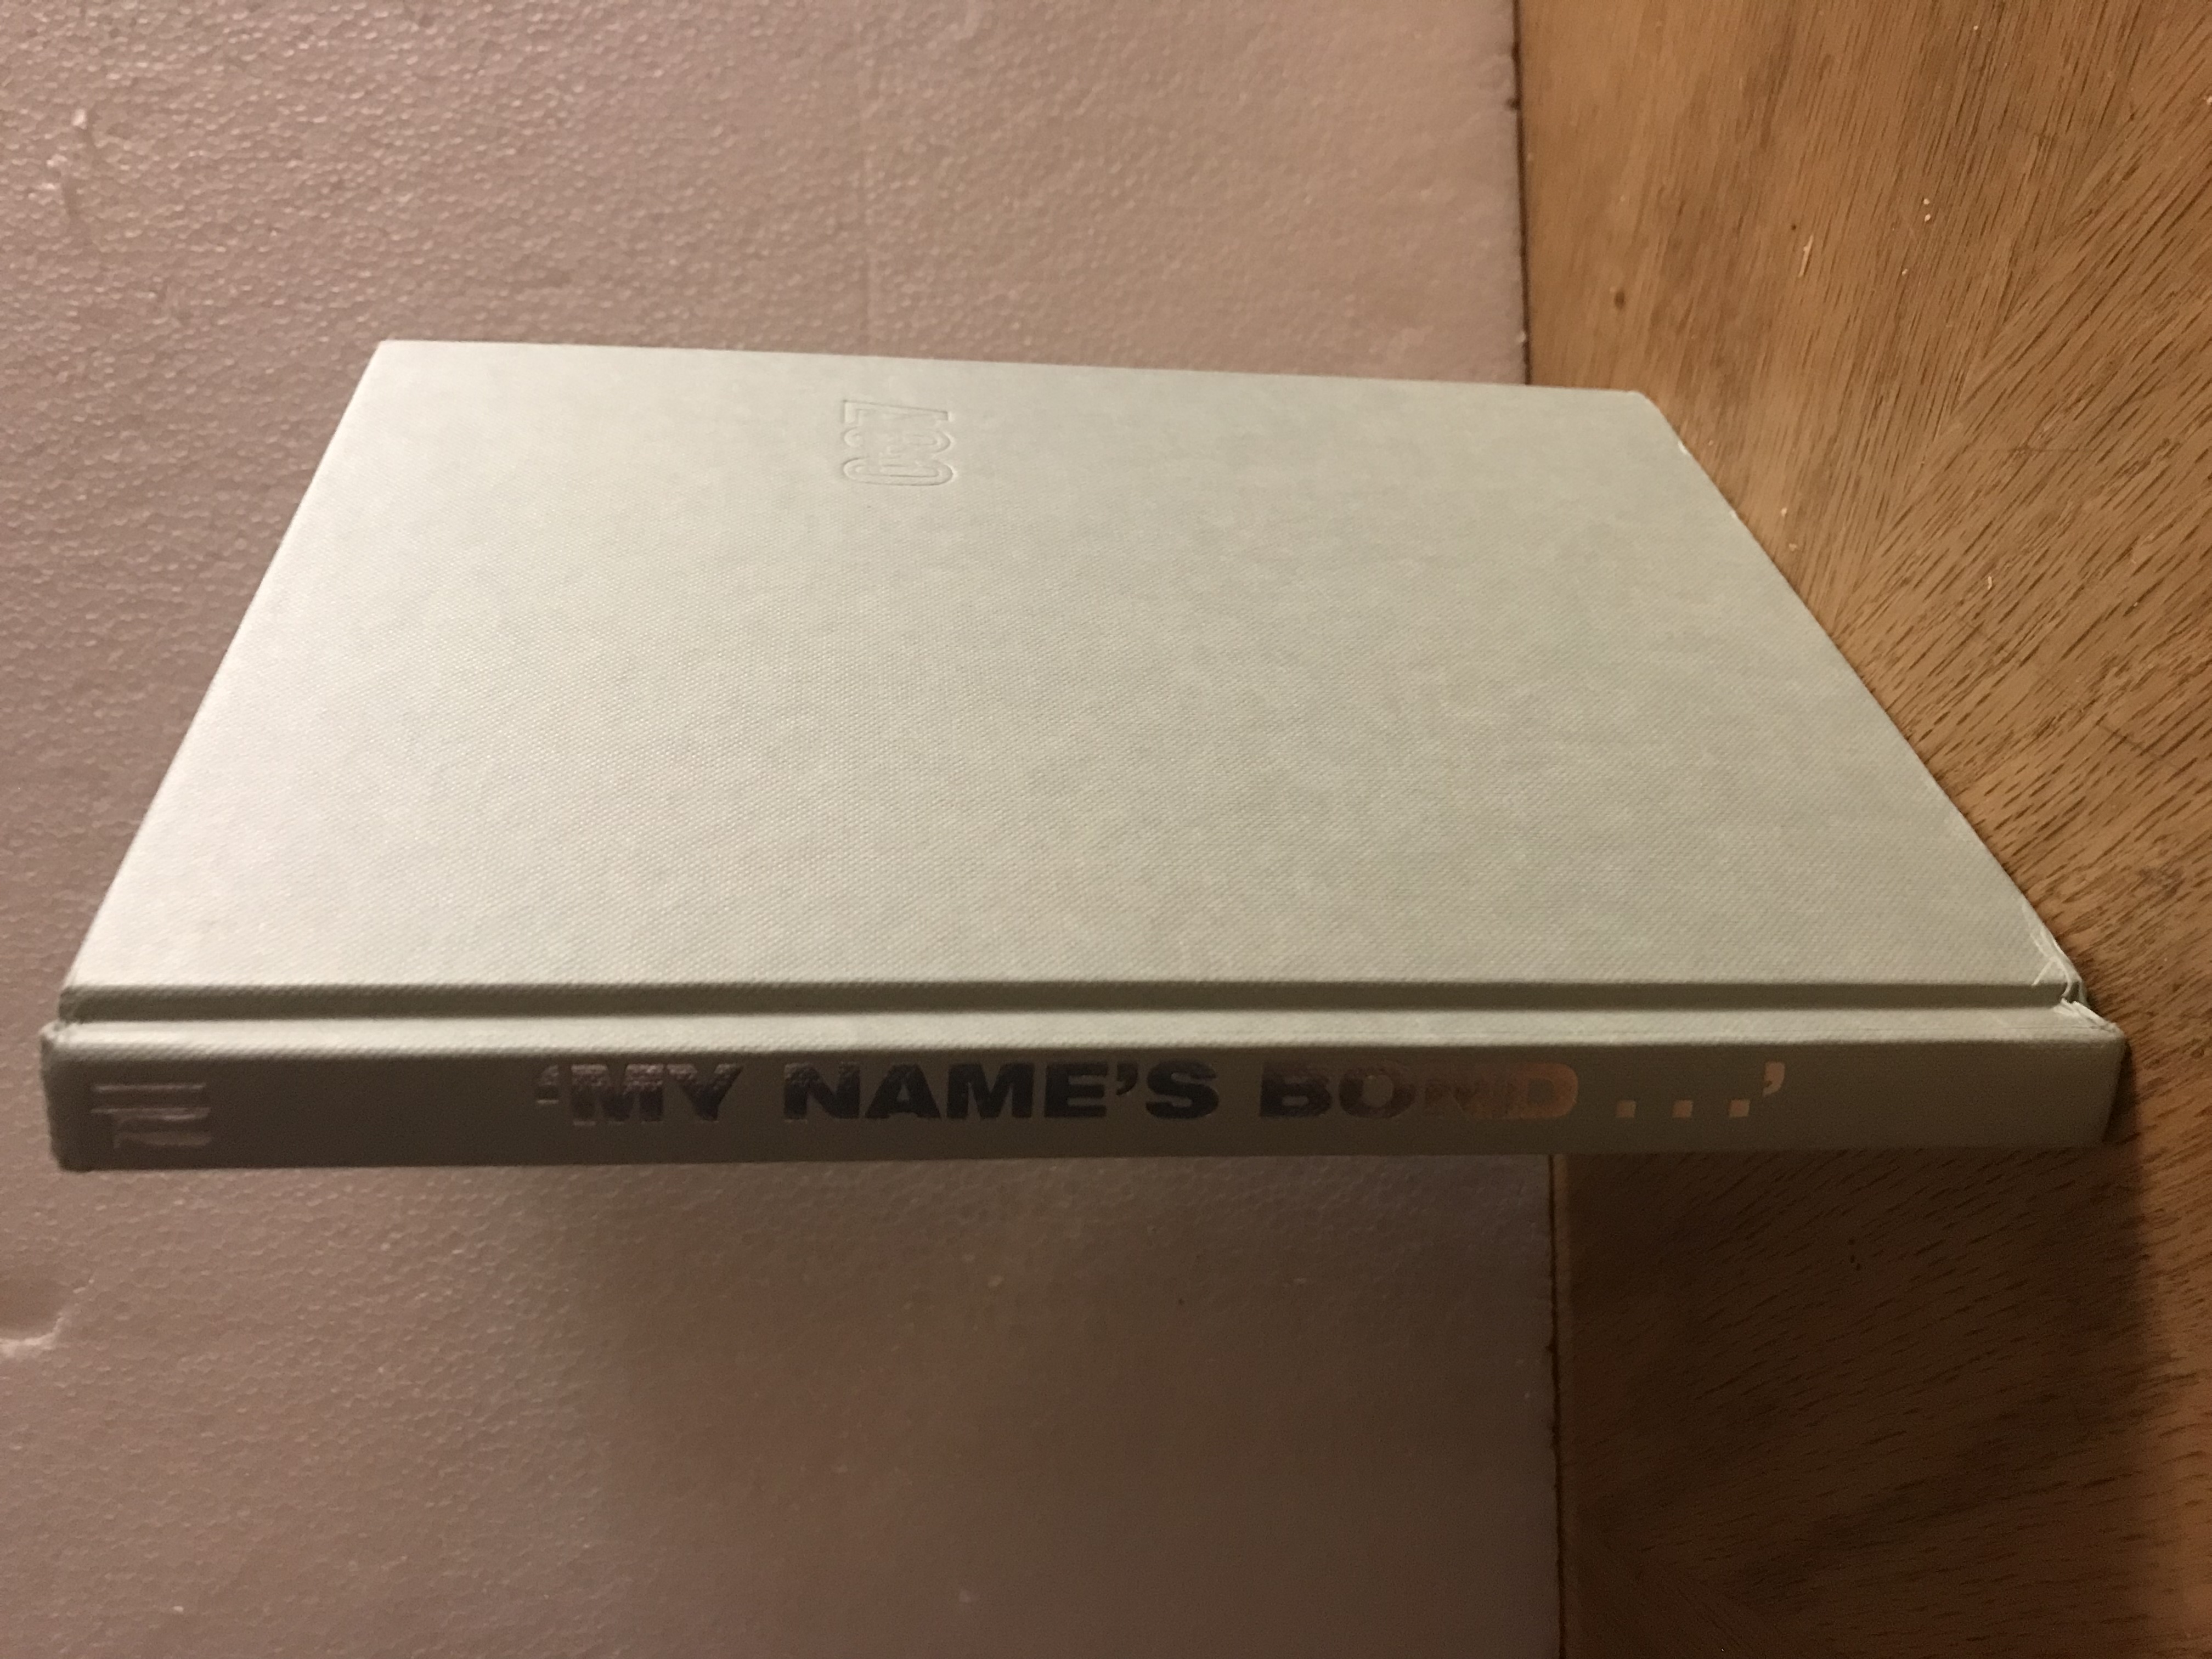 007
'MY NAME'S BOND . . .'